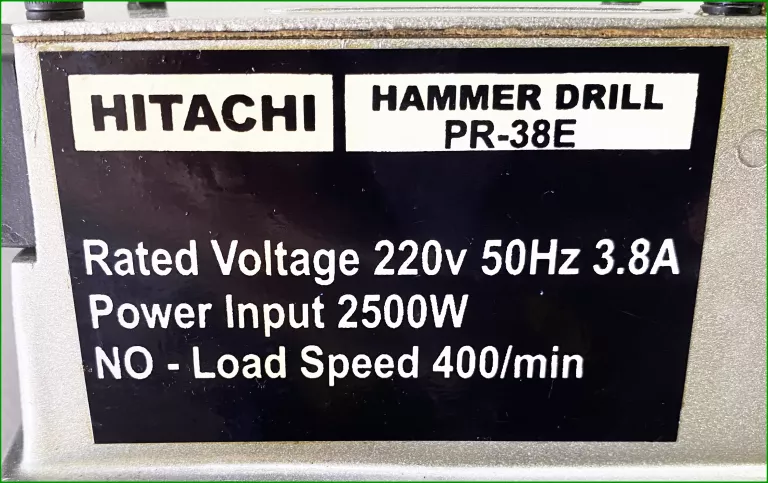 HITACHI
HAMMER DRILL
PR-38E
Rated Voltage 220v 50Hz 3.8A
Power Input 2500W
NO - Load Speed 400/min